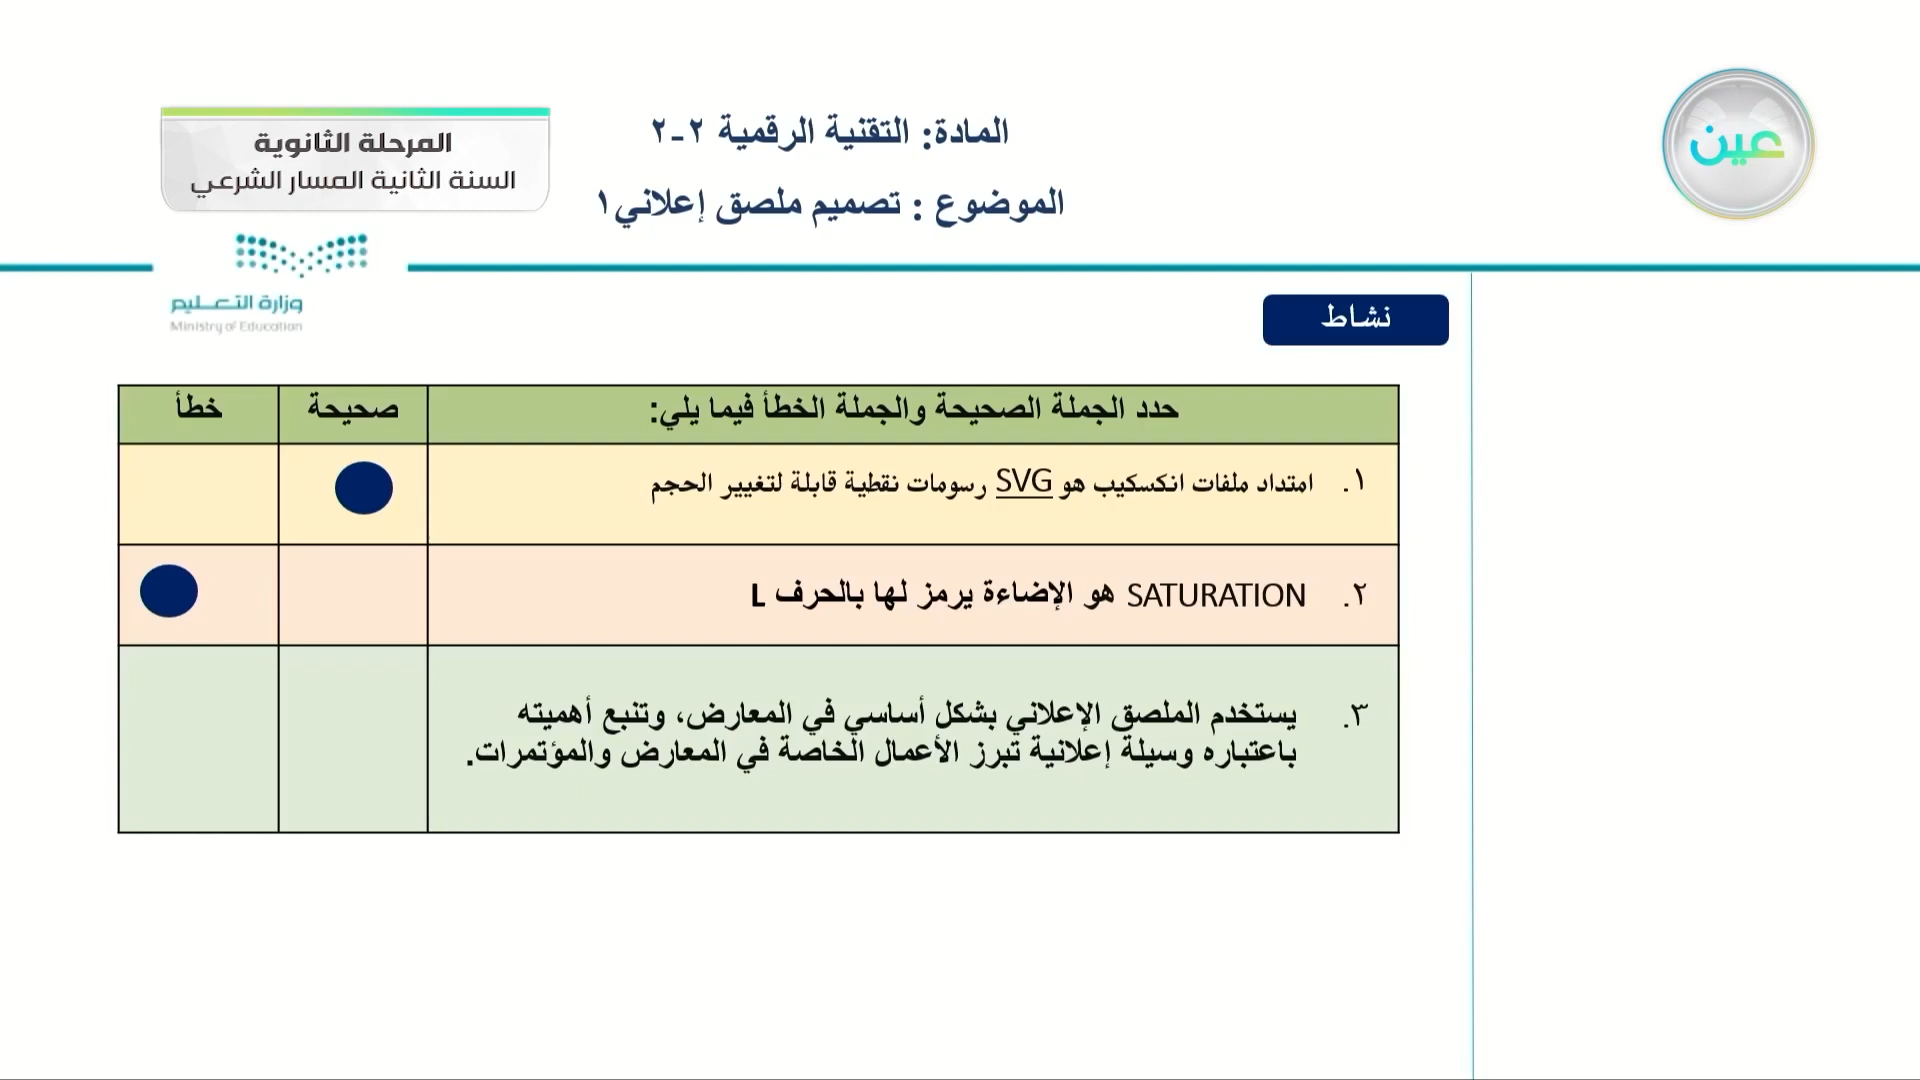 عين
المادة: التقنية الرقمية ٢-٢
الموضوع : تصميم ملصق إعلاني١
المرحلة الثانوية
السنة الثانية المسار الشرعي
وزارة التعليم
Ministry of Education
نشاط
حدد الجملة الصحيحة والجملة الخطأ فيما يلي: صحيحة خطأ
١. امتداد ملفات انكسكيب هو SVG رسومات نقطية قابلة لتغيير الحجم
٢. SATURATION هو الإضاءة يرمز لها بالحرف L
٣. يستخدم الملصق الإعلاني بشكل أساسي في المعارض، وتنبع أهميته
باعتباره وسيلة إعلانية تبرز الأعمال الخاصة في المعارض والمؤتمرات.